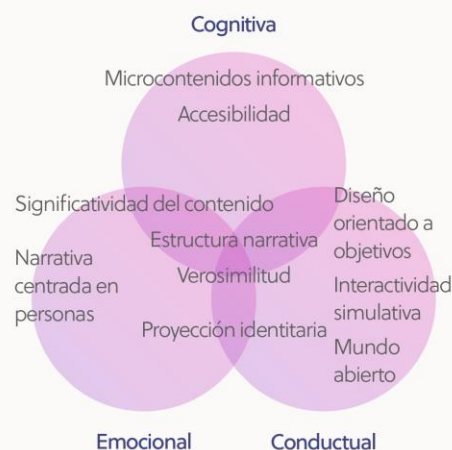 Cognitiva
Microcontenidos informativos
Accesibilidad
Significatividad del contenido
Diseño
orientado a
objetivos
Estructura narrativa
Narrativa
centrada en
personas
Verosimilitud
Interactividad
simulativa
Proyección identitaria
Mundo
abierto
Emocional
Conductual